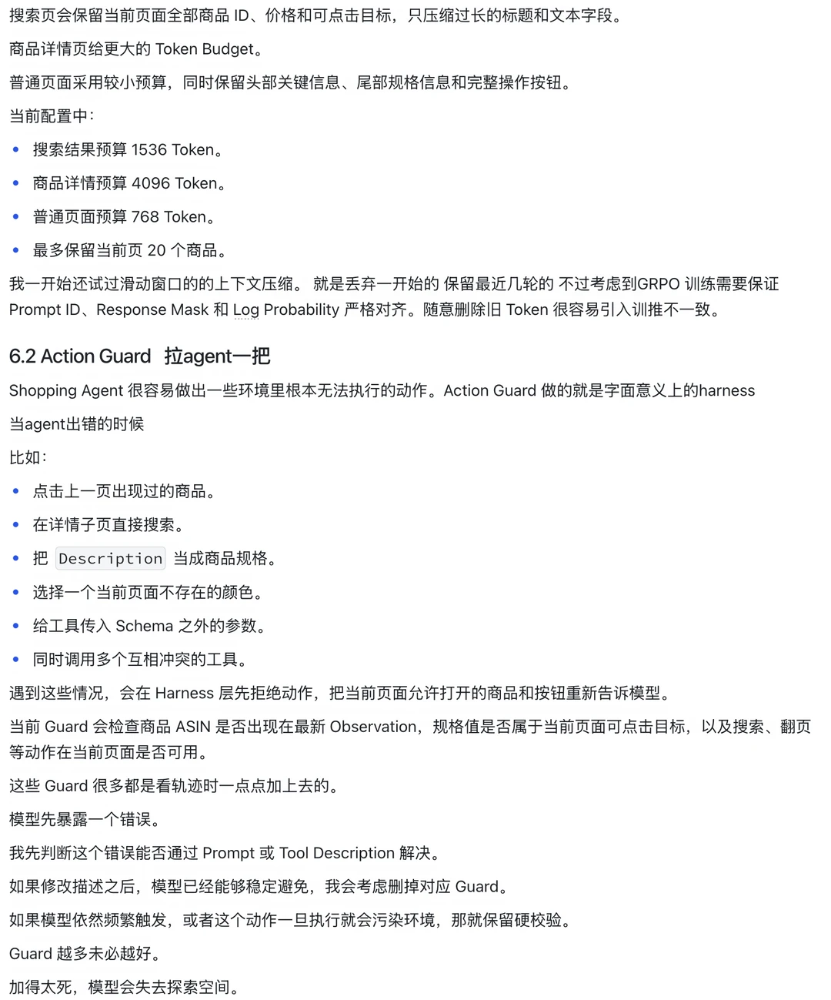 搜索页会保留当前页面全部商品 ID、价格和可点击目标，只压缩过长的标题和文本字段。
商品详情页给更大的 Token Budget。
普通页面采用较小预算，同时保留头部关键信息、尾部规格信息和完整操作按钮。
当前配置中：
• 搜索结果预算 1536 Token。
• 商品详情预算 4096 Token。
• 普通页面预算 768 Token。
• 最多保留当前页 20 个商品。
我一开始还试过滑动窗口的的上下文压缩。 就是丢弃一开始的 保留最近几轮的 不过考虑到GRPO 训练需要保证
Prompt ID、Response Mask 和 Log Probability 严格对齐。随意删除旧 Token 很容易引入训推不一致。
6.2 Action Guard 拉agent一把
Shopping Agent 很容易做出一些环境里根本无法执行的动作。Action Guard 做的就是字面意义上的harness
当agent出错的时候
比如：
• 点击上一页出现过的商品。
• 在详情子页直接搜索。
• 把 Description 当成商品规格。
• 选择一个当前页面不存在的颜色。
• 给工具传入 Schema 之外的参数。
• 同时调用多个互相冲突的工具。
遇到这些情况，会在 Harness 层先拒绝动作，把当前页面允许打开的商品和按钮重新告诉模型。
当前 Guard 会检查商品 ASIN 是否出现在最新 Observation，规格值是否属于当前页面可点击目标，以及搜索、翻页
等动作在当前页面是否可用。
这些 Guard 很多都是看轨迹时一点点加上去的。
模型先暴露一个错误。
我先判断这个错误能否通过 Prompt 或 Tool Description 解决。
如果修改描述之后，模型已经能够稳定避免，我会考虑删掉对应 Guard。
如果模型依然频繁触发，或者这个动作一旦执行就会污染环境，那就保留硬校验。
Guard 越多未必越好。
加得太死，模型会失去探索空间。